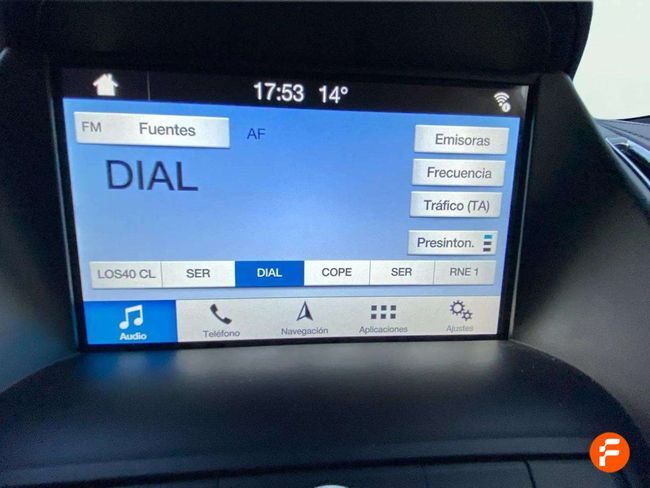 17:53 14°
FM Fuentes AF
Emisoras
DIAL
Frecuencia
Tráfico (TA)
Presinton.
LOS40 CL SER DIAL COPE SER RNE 1
Audio Teléfono Navegación Aplicaciones Ajustes